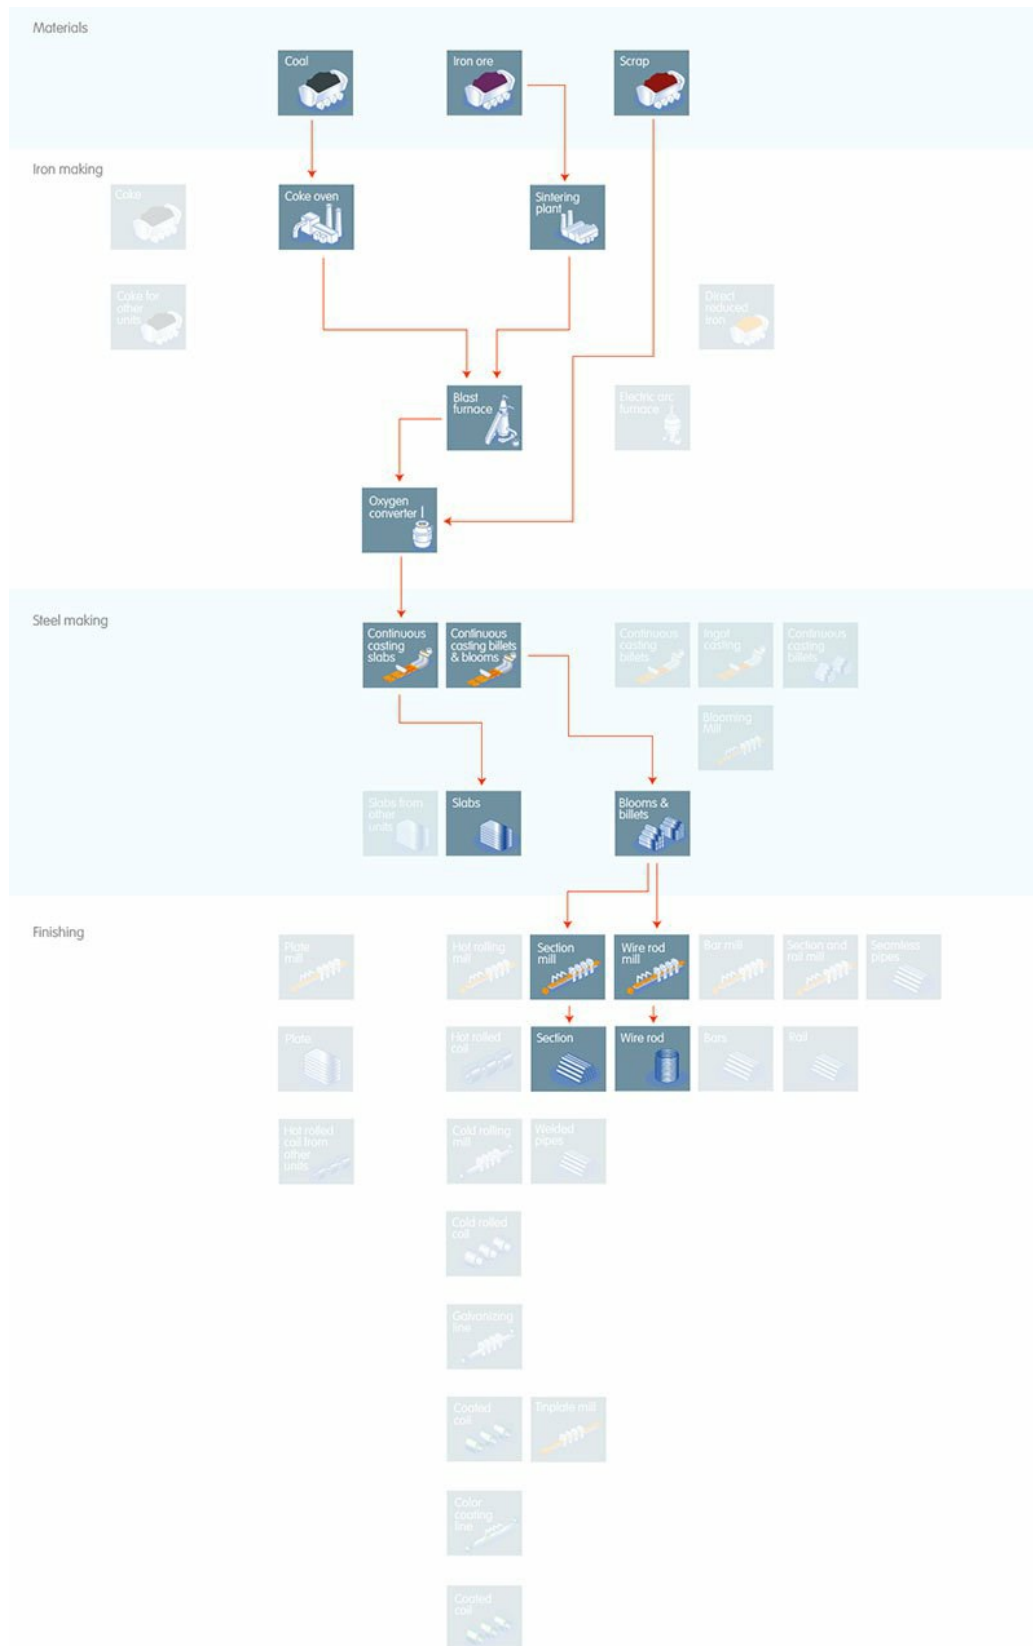 Materials
Coal
Iron ore
Scrap
Iron making
Coke
Coke oven
Sintering
plant
Coke for
other
units
Direct
reduced
iron
Blast
furnace
Electric arc
furnace
Oxygen
converter
Steel making
Continuous
casting
slabs
Continuous
casting billets
& blooms
Continuous
casting
billets
Ingot
casting
Continuous
casting
billets
Blooming
Mill
Slabs from
other
units
Slabs
Blooms &
billets
Finishing
Plate
mill
Hot rolling
mill
Section
mill
Wire rod
mill
Bar mill
Section and
rail mill
Seamless
pipes
Plate
Hot rolled
coil
Section
Wire rod
Bars
Rail
Hot rolled
coil from
other
units
Cold rolling
mill
Welded
pipes
Cold rolled
coil
Galvanizing
line
Coated
coil
Tinplate mill
Color
coating
line
Coated
coil